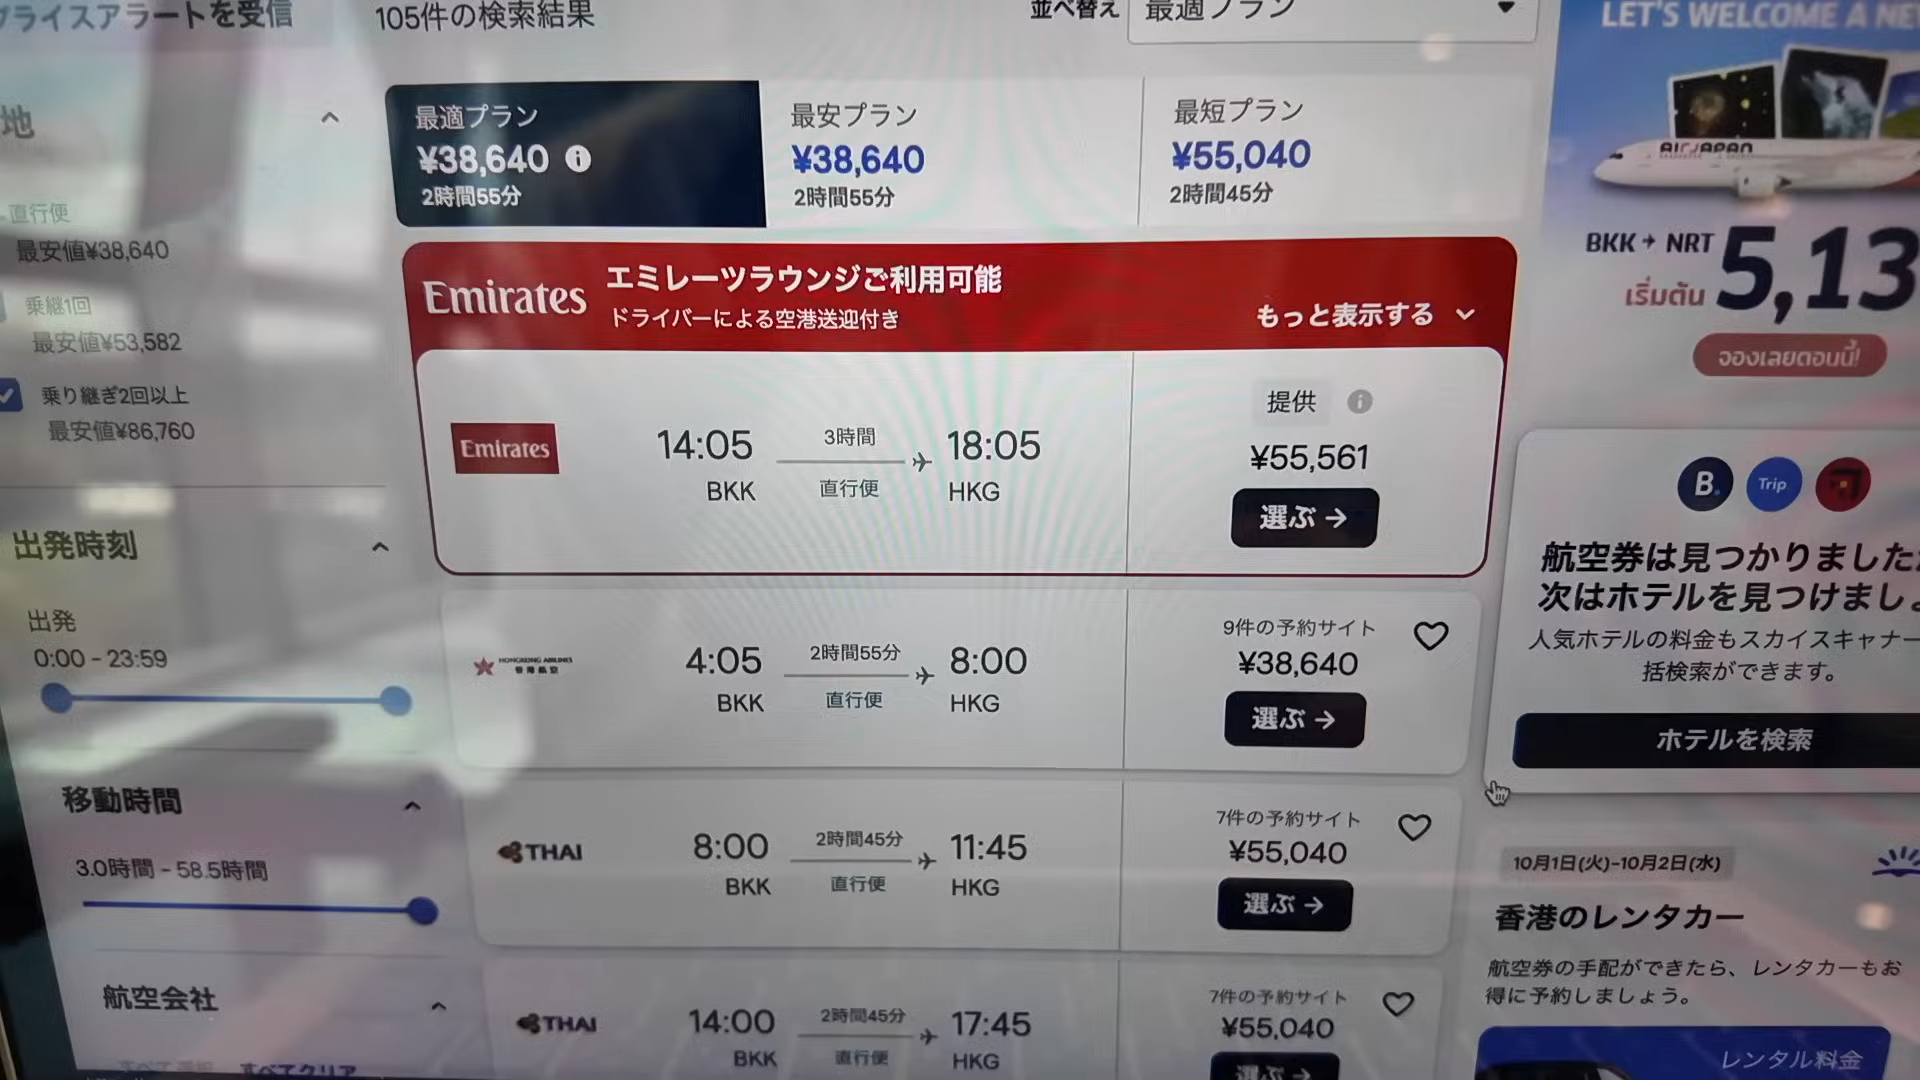 プライスアラートを受信
105件の検索結果
並べ替え
最適プラン
地
直行便
最安値¥38,640
乗継1回
最安値¥53,582
乗り継ぎ2回以上
最安値¥86,760
出発時刻
出発
0:00 - 23:59
移動時間
3.0時間 - 58.5時間
航空会社
すべてクリア
最適プラン
¥38,640
2時間55分
最安プラン
¥38,640
2時間55分
最短プラン
¥55,040
2時間45分
Emirates
エミレーツラウンジご利用可能
ドライバーによる空港送迎付き
もっと表示する
Emirates
14:05
BKK
3時間
直行便
18:05
HKG
提供
¥55,561
選ぶ →
HONGKONG AIRLINES
香港航空
4:05
BKK
2時間55分
直行便
8:00
HKG
9件の予約サイト
¥38,640
選ぶ →
THAI
8:00
BKK
2時間45分
直行便
11:45
HKG
7件の予約サイト
¥55,040
選ぶ →
THAI
14:00
BKK
2時間45分
直行便
17:45
HKG
7件の予約サイト
¥55,040
選ぶ →
LET'S WELCOME A NE
AIRJAPAN
BKK → NRT
เริ่มต้น
5,13
จองเลยตอนนี้!
B.
Trip
航空券は見つかりました
次はホテルを見つけまし
人気ホテルの料金もスカイスキャナー
括検索ができます。
ホテルを検索
10月1日(火)-10月2日(水)
香港のレンタカー
航空券の手配ができたら、レンタカーもお
得に予約しましょう。
レンタル料金